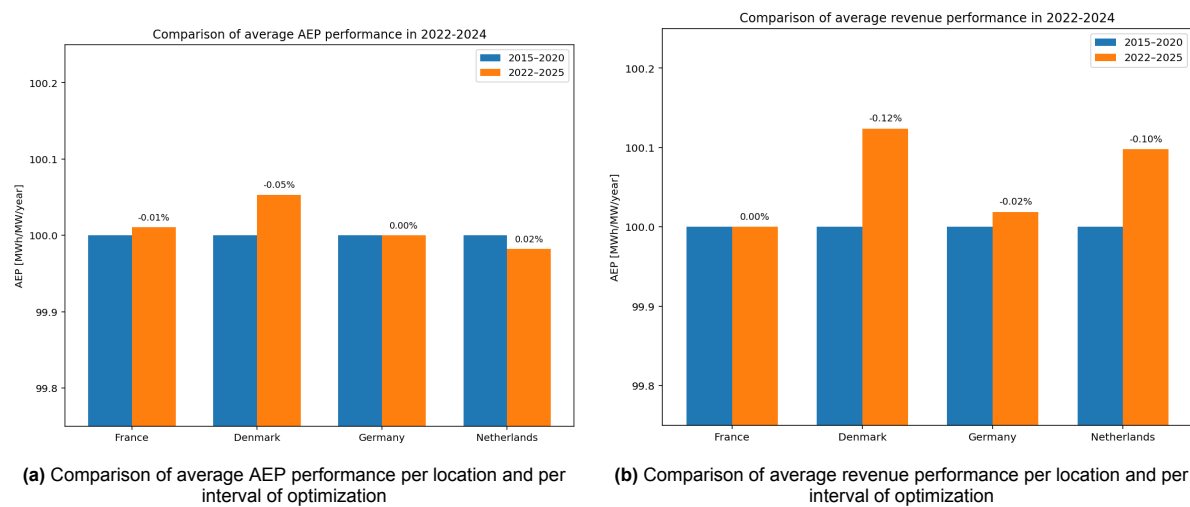 Comparison of average AEP performance in 2022-2024
2015–2020
2022–2025
AEP [MWh/MW/year]
100.2
100.1
100.0
99.9
99.8
-0.01%
-0.05%
0.00%
0.02%
France
Denmark
Germany
Netherlands
(a) Comparison of average AEP performance per location and per
interval of optimization
Comparison of average revenue performance in 2022-2024
2015–2020
2022–2025
AEP [MWh/MW/year]
100.2
100.1
100.0
99.9
99.8
0.00%
-0.12%
-0.02%
-0.10%
France
Denmark
Germany
Netherlands
(b) Comparison of average revenue performance per location and per
interval of optimization